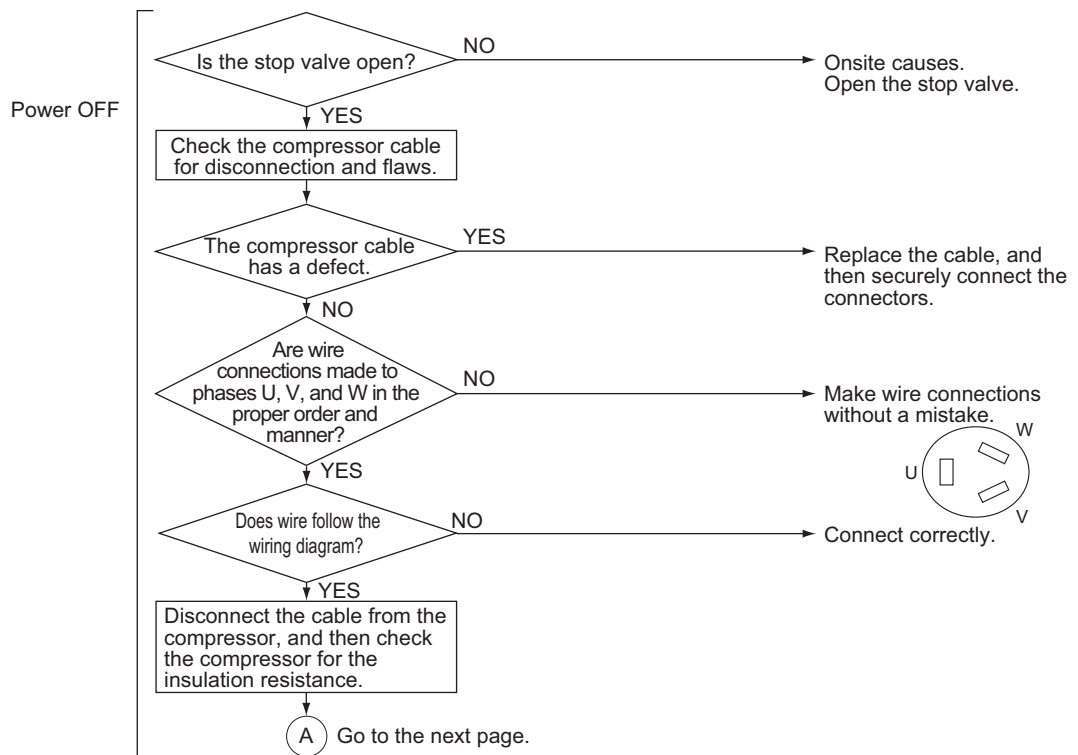 Power OFF
Is the stop valve open?
NO
Onsite causes.
Open the stop valve.
YES
Check the compressor cable
for disconnection and flaws.
The compressor cable
has a defect.
YES
Replace the cable, and
then securely connect the
connectors.
NO
Are wire
connections made to
phases U, V, and W in the
proper order and
manner?
NO
Make wire connections
without a mistake.
W
U
V
YES
Does wire follow the
wiring diagram?
NO
Connect correctly.
YES
Disconnect the cable from the
compressor, and then check
the compressor for the
insulation resistance.
A Go to the next page.